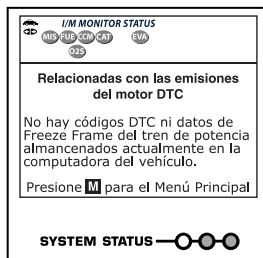 I/M MONITOR STATUS
MIS FUE CCM CAT EVA
O2S
Relacionadas con las emisiones
del motor DTC
No hay códigos DTC ni datos de
Freeze Frame del tren de potencia
almancenados actualmente en la
computadora del vehículo.
Presione M para el Menú Principal
SYSTEM STATUS